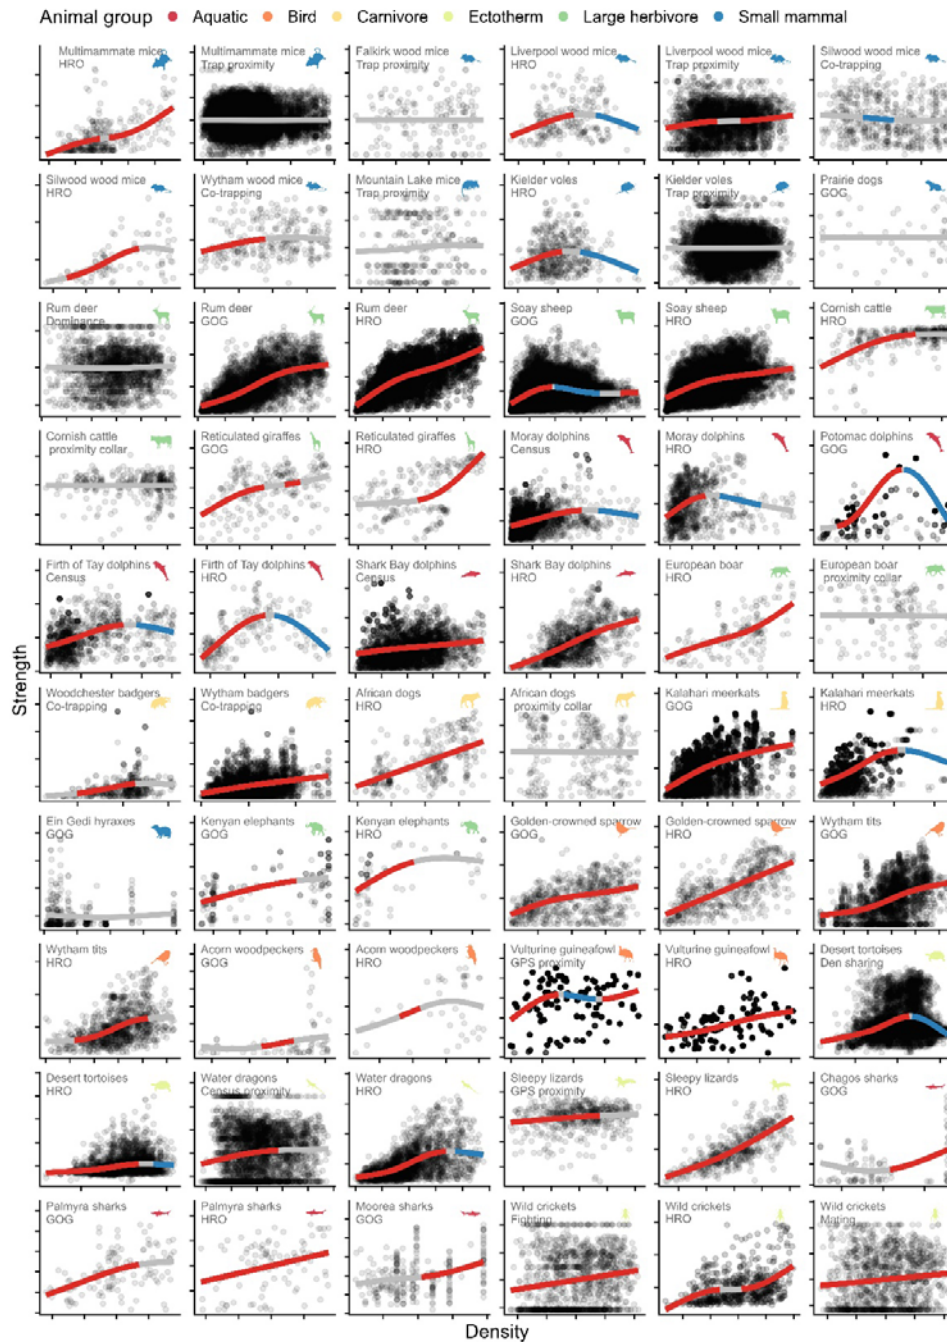 Animal group Aquatic Bird Carnivore Ectotherm Large herbivore Small mammal
Multimammate mice
HRO
Multimammate mice
Trap proximity
Falkirk wood mice
Trap proximity
Liverpool wood mice
HRO
Liverpool wood mice
Trap proximity
Silwood wood mice
Co-trapping
Silwood wood mice
HRO
Wytham wood mice
Co-trapping
Mountain Lake mice
Trap proximity
Kielder voles
HRO
Kielder voles
Trap proximity
Prairie dogs
GOG
Rum deer
Dominance
Rum deer
GOG
Rum deer
HRO
Soay sheep
GOG
Soay sheep
HRO
Cornish cattle
HRO
Cornish cattle
proximity collar
Reticulated giraffes
GOG
Reticulated giraffes
HRO
Moray dolphins
Census
Moray dolphins
HRO
Potomac dolphins
GOG
Firth of Tay dolphins
Census
Firth of Tay dolphins
HRO
Shark Bay dolphins
Census
Shark Bay dolphins
HRO
European boar
HRO
European boar
proximity collar
Woodchester badgers
Co-trapping
Wytham badgers
Co-trapping
African dogs
HRO
African dogs
proximity collar
Kalahari meerkats
GOG
Kalahari meerkats
HRO
Ein Gedi hyraxes
GOG
Kenyan elephants
GOG
Kenyan elephants
HRO
Golden-crowned sparrow
GOG
Golden-crowned sparrow
HRO
Wytham tits
GOG
Wytham tits
HRO
Acorn woodpeckers
GOG
Acorn woodpeckers
HRO
Vulturine guineafowl
GPS proximity
Vulturine guineafowl
HRO
Desert tortoises
Den sharing
Desert tortoises
HRO
Water dragons
Census proximity
Water dragons
HRO
Sleepy lizards
GPS proximity
Sleepy lizards
HRO
Chagos sharks
GOG
Palmyra sharks
GOG
Palmyra sharks
HRO
Moorea sharks
GOG
Wild crickets
Fighting
Wild crickets
HRO
Wild crickets
Mating
Strength
Density